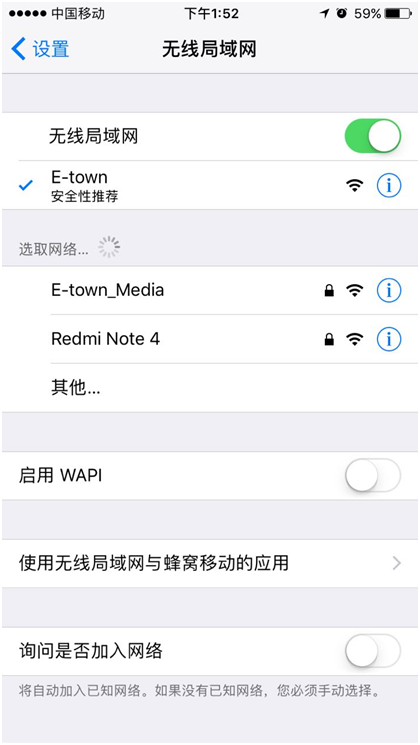 中国移动 下午1:52 59%
设置 无线局域网
无线局域网
E-town
安全性推荐
选取网络...
E-town_Media
Redmi Note 4
其他...
启用 WAPI
使用无线局域网与蜂窝移动的应用
询问是否加入网络
将自动加入已知网络。如果没有已知网络，您必须手动选择。